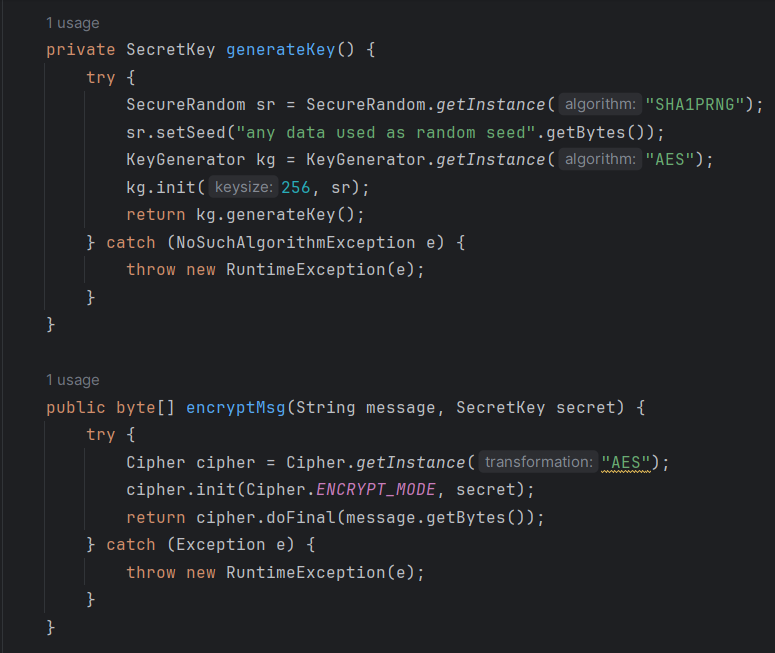 1 usage
private SecretKey generateKey() {
try {
SecureRandom sr = SecureRandom.getInstance( algorithm: "SHA1PRNG");
sr.setSeed("any data used as random seed".getBytes());
KeyGenerator kg = KeyGenerator.getInstance( algorithm: "AES");
kg.init( keysize: 256, sr);
return kg.generateKey();
} catch (NoSuchAlgorithmException e) {
throw new RuntimeException(e);
}
}
1 usage
public byte[] encryptMsg(String message, SecretKey secret) {
try {
Cipher cipher = Cipher.getInstance( transformation: "AES");
cipher.init(Cipher.ENCRYPT_MODE, secret);
return cipher.doFinal(message.getBytes());
} catch (Exception e) {
throw new RuntimeException(e);
}
}